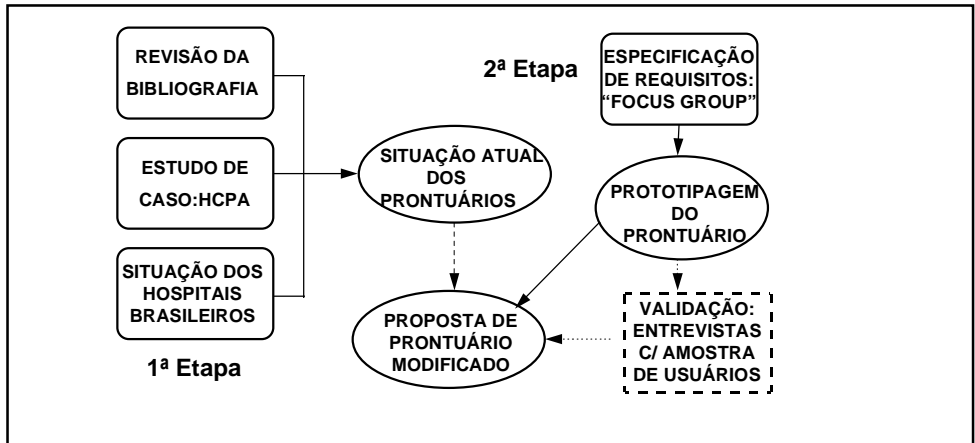 REVISÃO DA
BIBLIOGRAFIA
ESTUDO DE
CASO:HCPA
SITUAÇÃO DOS
HOSPITAIS
BRASILEIROS
1ª Etapa
SITUAÇÃO ATUAL
DOS
PRONTUÁRIOS
PROPOSTA DE
PRONTUÁRIO
MODIFICADO
2ª Etapa
ESPECIFICAÇÃO
DE REQUISITOS:
“FOCUS GROUP”
PROTOTIPAGEM
DO
PRONTUÁRIO
VALIDAÇÃO:
ENTREVISTAS
C/ AMOSTRA
DE USUÁRIOS